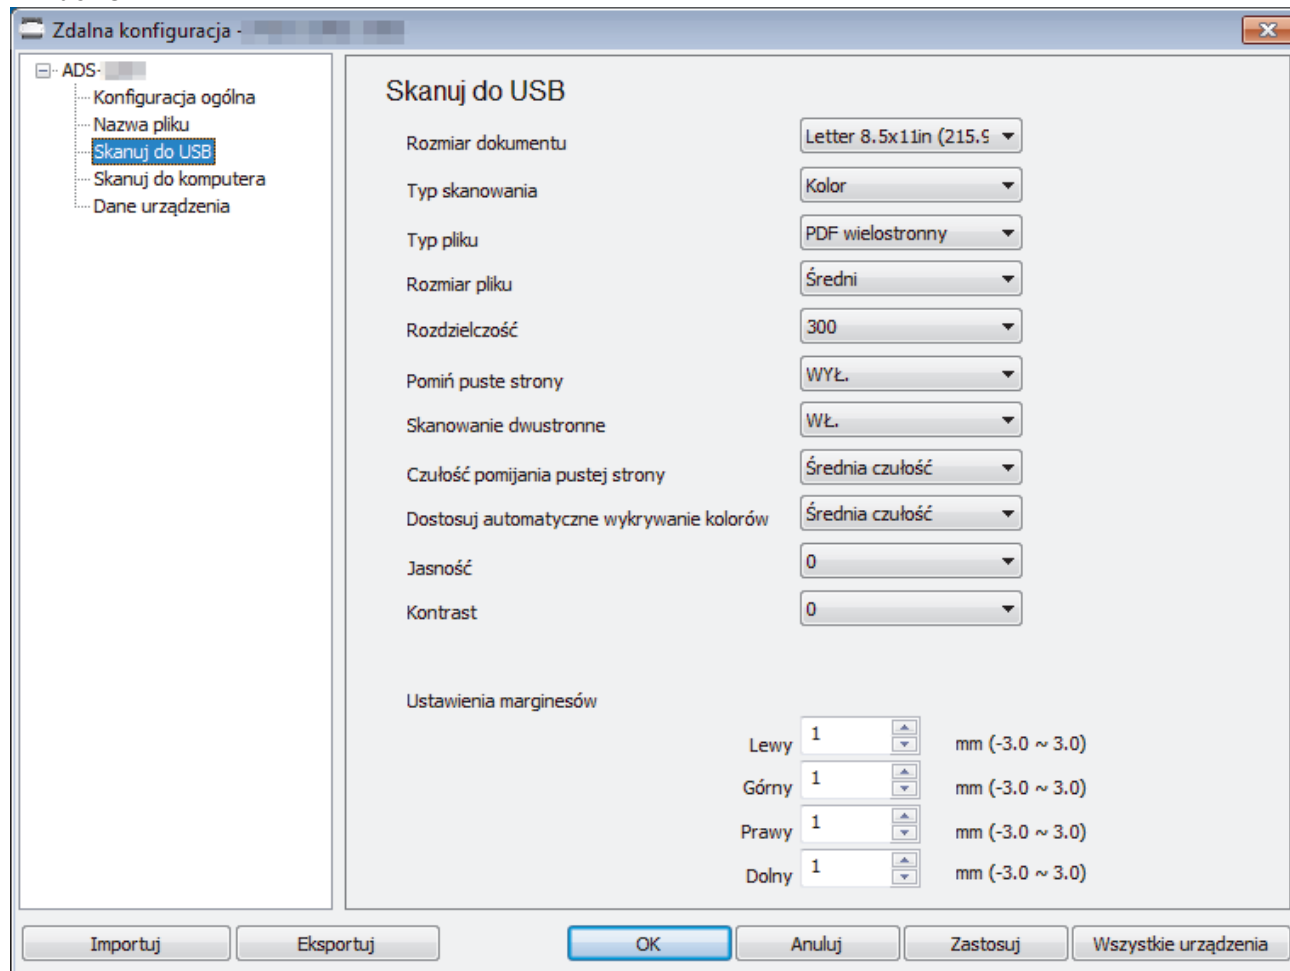 Zdalna konfiguracja -
ADS-
Konfiguracja ogólna
Nazwa pliku
Skanuj do USB
Skanuj do komputera
Dane urządzenia
Skanuj do USB
Rozmiar dokumentu Letter 8.5x11in (215.9
Typ skanowania Kolor
Typ pliku PDF wielostronny
Rozmiar pliku Średni
Rozdzielczość 300
Pomiń puste strony WYŁ.
Skanowanie dwustronne WŁ.
Czułość pomijania pustej strony Średnia czułość
Dostosuj automatyczne wykrywanie kolorów Średnia czułość
Jasność 0
Kontrast 0
Ustawienia marginesów
Lewy 1 mm (-3.0 ~ 3.0)
Górny 1 mm (-3.0 ~ 3.0)
Prawy 1 mm (-3.0 ~ 3.0)
Dolny 1 mm (-3.0 ~ 3.0)
Importuj Eksportuj OK Anuluj Zastosuj Wszystkie urządzenia